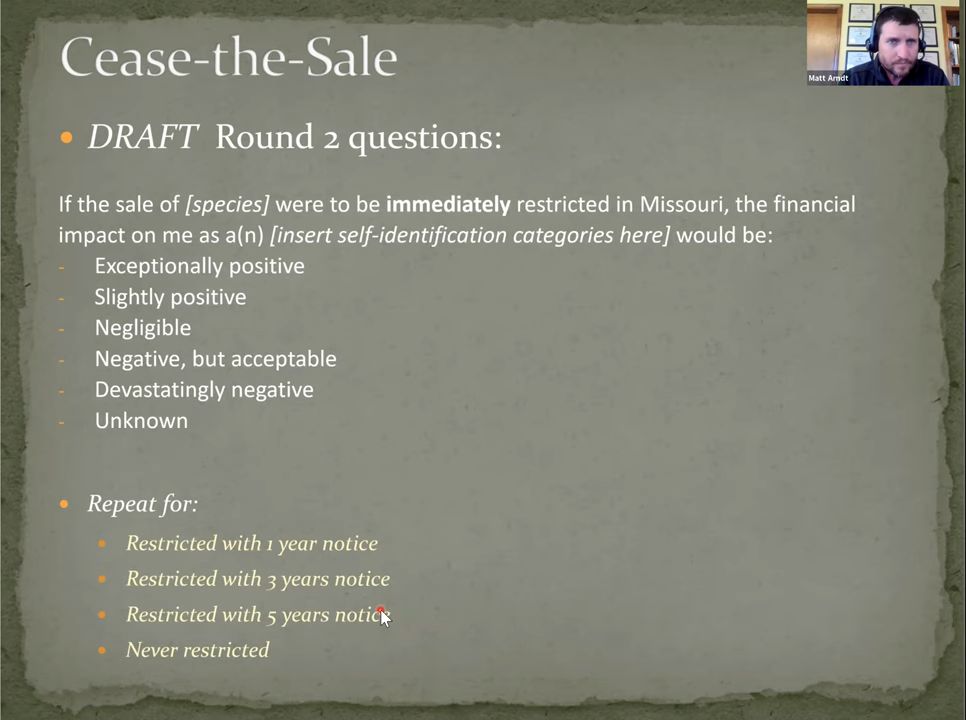 Cease-the-Sale
Matt Arndt
• DRAFT Round 2 questions:
If the sale of [species] were to be immediately restricted in Missouri, the financial
impact on me as a(n) [insert self-identification categories here] would be:
- Exceptionally positive
- Slightly positive
- Negligible
- Negative, but acceptable
- Devastatingly negative
- Unknown
• Repeat for:
• Restricted with 1 year notice
• Restricted with 3 years notice
• Restricted with 5 years notice
• Never restricted